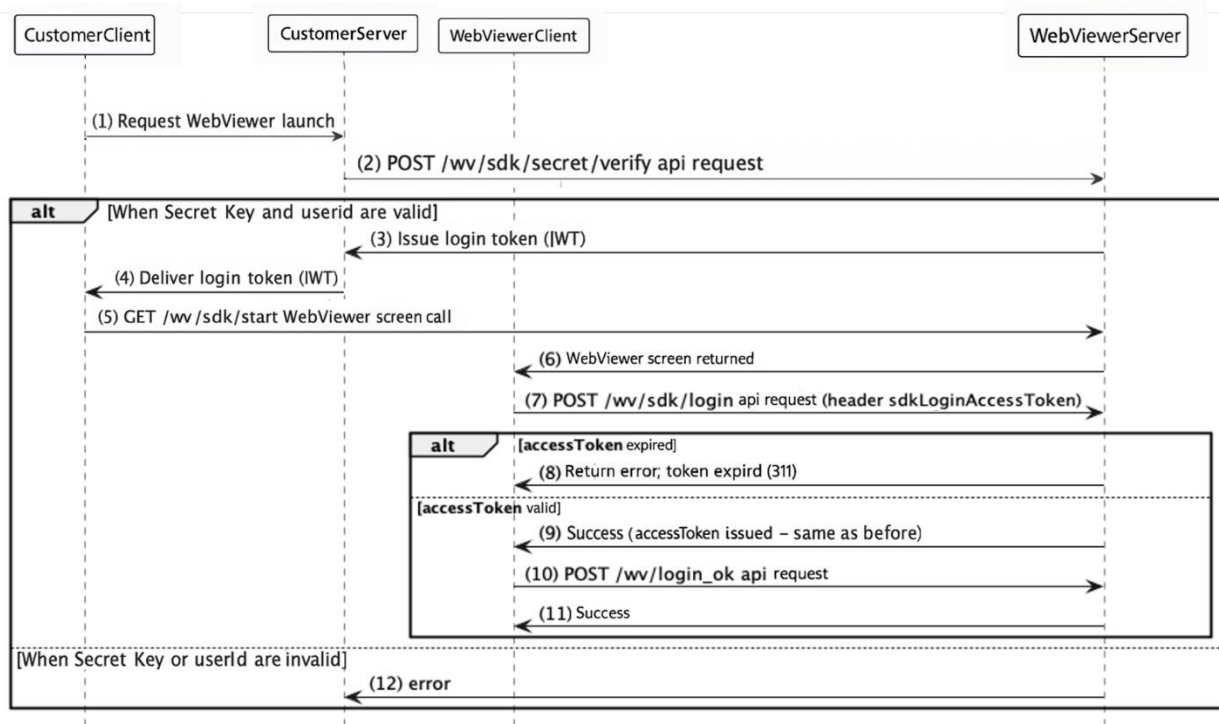 CustomerClient
CustomerServer
WebViewerClient
WebViewerServer
(1) Request WebViewer launch
(2) POST /wv/sdk/secret/verify api request
alt
[When Secret Key and userid are valid]
(3) Issue login token (JWT)
(4) Deliver login token (JWT)
(5) GET /wv/sdk/start WebViewer screen call
(6) WebViewer screen returned
(7) POST /wv/sdk/login api request (header sdkLoginAccessToken)
alt
[accessToken expired]
(8) Return error; token expird (311)
[accessToken valid]
(9) Success (accessToken issued – same as before)
(10) POST /wv/login_ok api request
(11) Success
[When Secret Key or userId are invalid]
(12) error